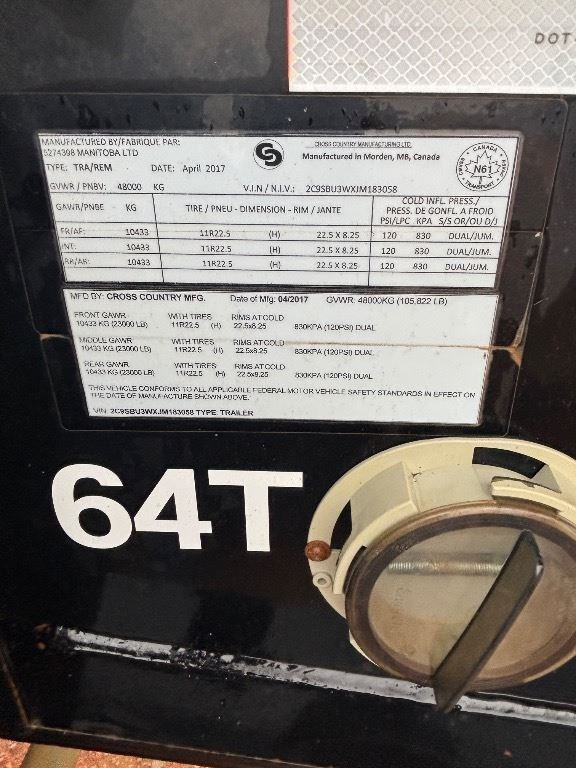 DOT-
MANUFACTURED BY/FABRIQUE PAR:
5274398 MANITOBA LTD
TYPE: TRA/REM DATE: April 2017
CROSS COUNTRY MANUFACTURING LTD.
Manufactured in Morden, MB, Canada
CANADA
N61
TRANSPORT
GVWR / PNBV: 48000 KG V.I.N / N.I.V.: 2C9SBU3WXJM183058
GAWR/PNBE KG TIRE / PNEU - DIMENSION - RIM / JANTE COLD INFL. PRESS./
PRESS. DE GONFL. A FROID
PSI/LPC KPA S/S OR/OU D/J
FR/AF: 10433 11R22.5 (H) 22.5 X 8.25 120 830 DUAL/JUM.
INT: 10433 11R22.5 (H) 22.5 X 8.25 120 830 DUAL/JUM.
RR/AR: 10433 11R22.5 (H) 22.5 X 8.25 120 830 DUAL/JUM.
MFD BY: CROSS COUNTRY MFG. Date of Mfg: 04/2017 GVWR: 48000KG (105,822 LB)
FRONT GAWR WITH TIRES RIMS AT COLD
10433 KG (23000 LB) 11R22.5 (H) 22.5x8.25 830KPA (120PSI) DUAL
MIDDLE GAWR WITH TIRES RIMS AT COLD
10433 KG (23000 LB) 11R22.5 (H) 22.5x8.25 830KPA (120PSI) DUAL
REAR GAWR WITH TIRES RIMS AT COLD
10433 KG (23000 LB) 11R22.5 (H) 22.5x8.25 830KPA (120PSI) DUAL
THIS VEHICLE CONFORMS TO ALL APPLICABLE FEDERAL MOTOR VEHICLE SAFETY STANDARDS IN EFFECT ON
THE DATE OF MANUFACTURE SHOWN ABOVE.
VIN: 2C9SBU3WXJM183058 TYPE: TRAILER
64T